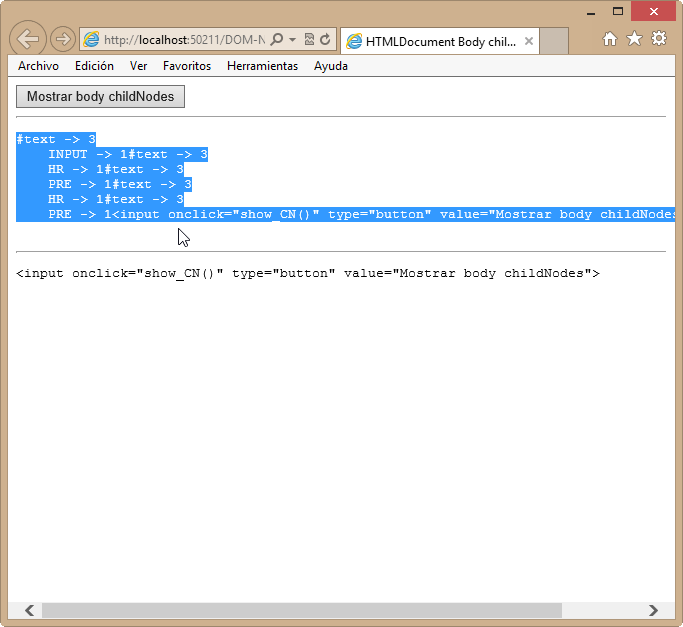 http://localhost:50211/DOM-N
HTMLDocument Body chil...
Archivo Edición Ver Favoritos Herramientas Ayuda
Mostrar body childNodes
#text -> 3
INPUT -> 1#text -> 3
HR -> 1#text -> 3
PRE -> 1#text -> 3
HR -> 1#text -> 3
PRE -> 1<input onclick="show_CN()" type="button" value="Mostrar body childNodes
<input onclick="show_CN()" type="button" value="Mostrar body childNodes">